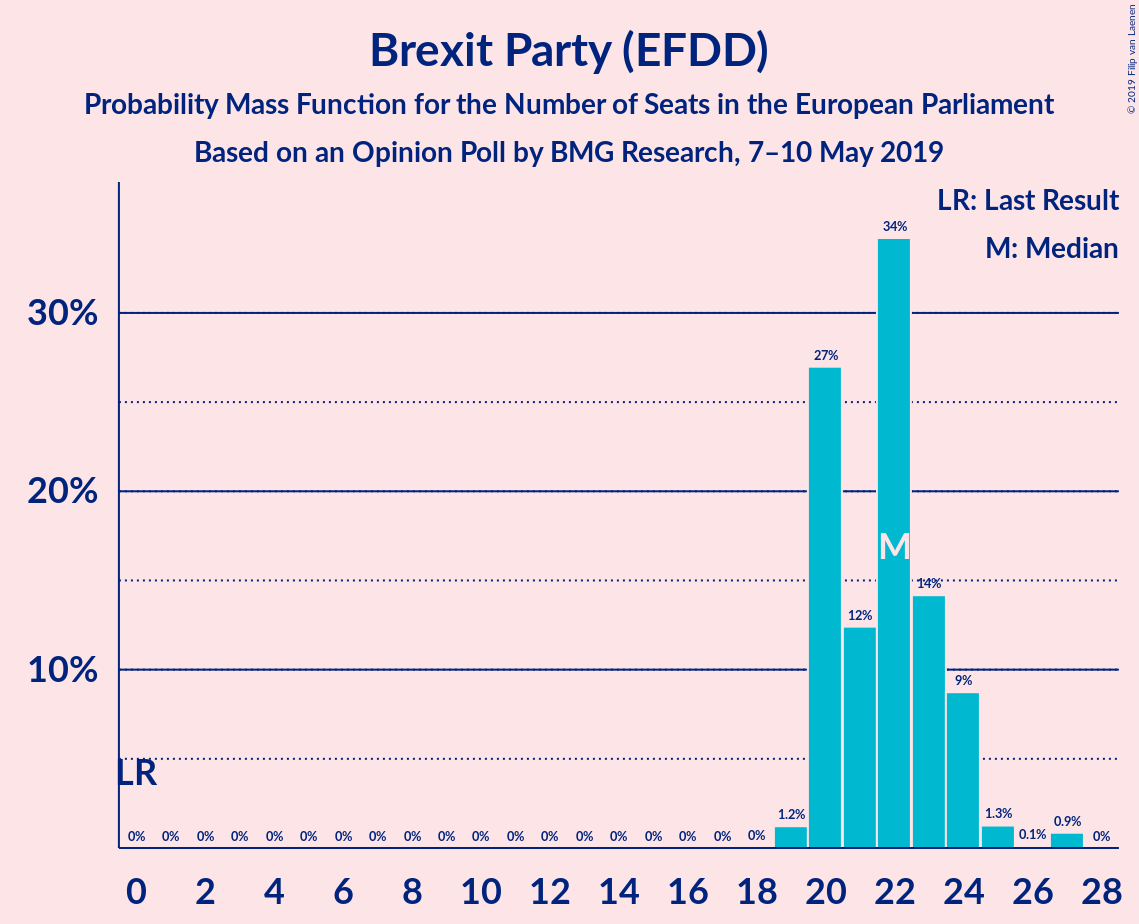 Brexit Party (EFDD)
Probability Mass Function for the Number of Seats in the European Parliament
Based on an Opinion Poll by BMG Research, 7–10 May 2019
© 2019 Filip van Laenen
LR: Last Result
M: Median
30%
20%
10%
LR
M
0% 0% 0% 0% 0% 0% 0% 0% 0% 0% 0% 0% 0% 0% 0% 0% 0% 0% 0% 1.2% 27% 12% 34% 14% 9% 1.3% 0.1% 0.9% 0%
0 2 4 6 8 10 12 14 16 18 20 22 24 26 28